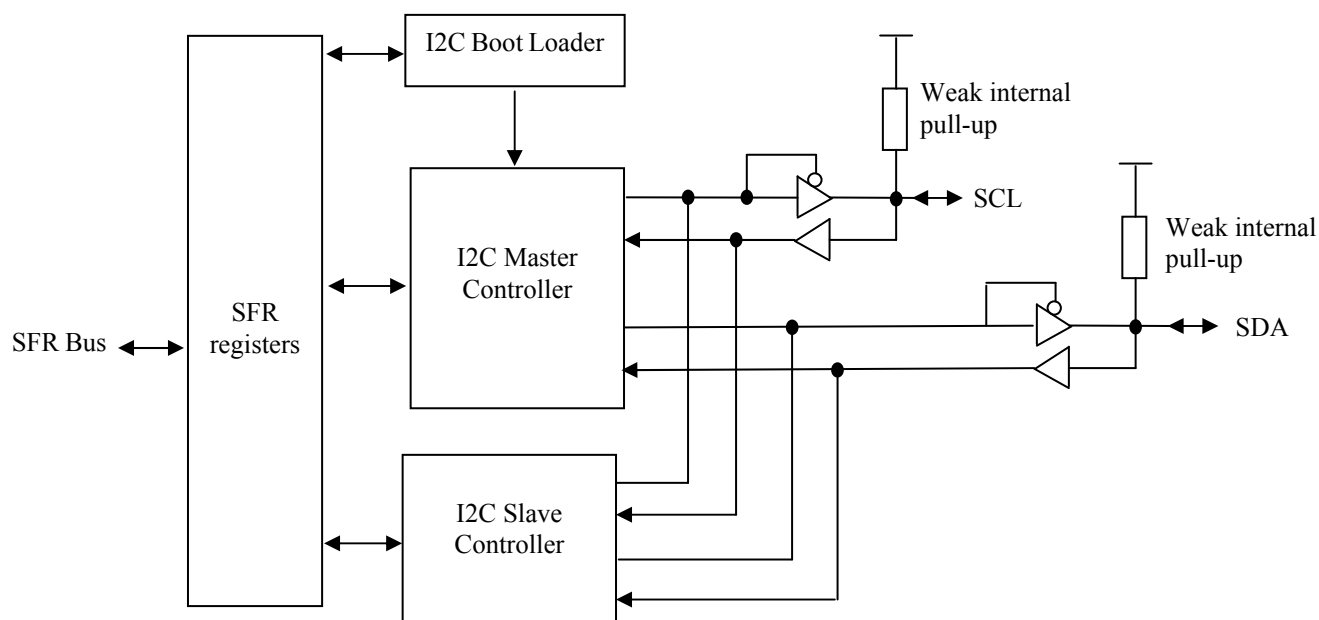 I2C Boot Loader
Weak internal
pull-up
SCL
Weak internal
pull-up
I2C Master
Controller
SFR
registers
SFR Bus
SDA
I2C Slave
Controller